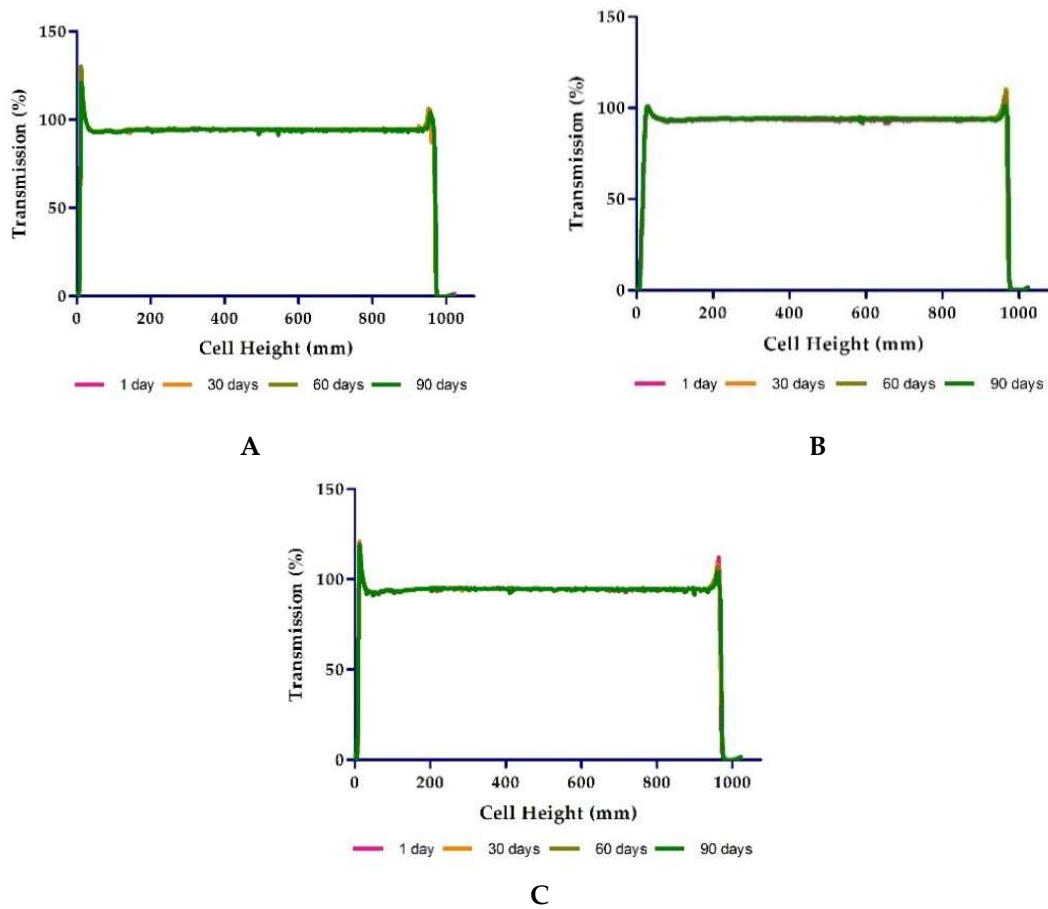 150
100
50
0
Transmission (%)
0 200 400 600 800 1000
Cell Height (mm)
1 day 30 days 60 days 90 days
A
150
100
50
0
Transmission (%)
0 200 400 600 800 1000
Cell Height (mm)
1 day 30 days 60 days 90 days
B
150
100
50
0
Transmission (%)
0 200 400 600 800 1000
Cell Height (mm)
1 day 30 days 60 days 90 days
C